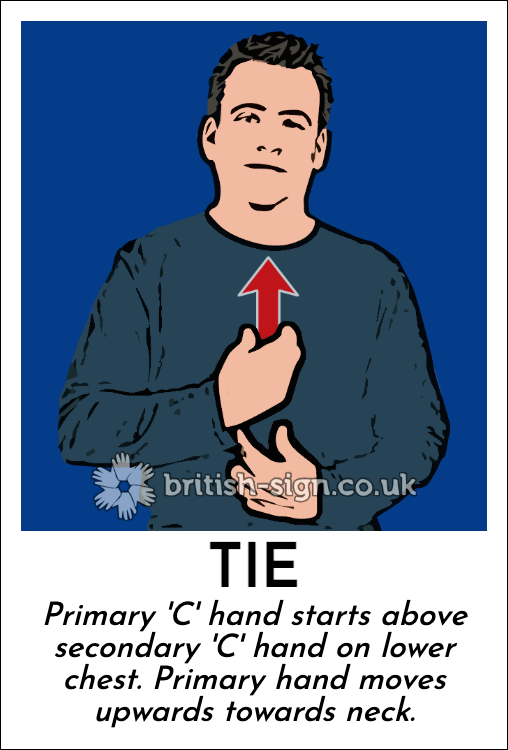 british-sign.co.uk
TIE
Primary 'C' hand starts above
secondary 'C' hand on lower
chest. Primary hand moves
upwards towards neck.